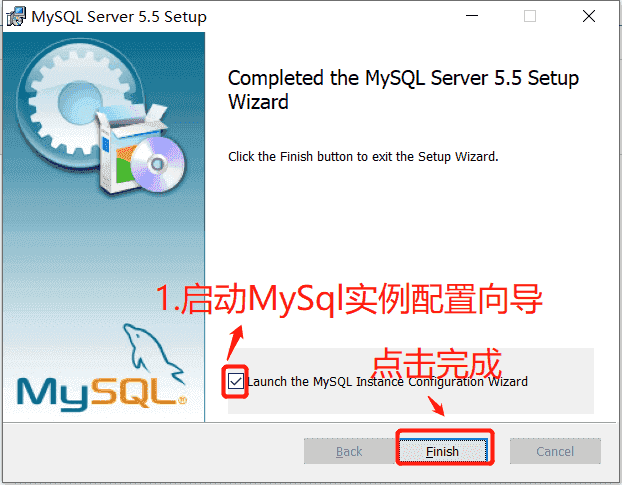 MySQL Server 5.5 Setup
Completed the MySQL Server 5.5 Setup
Wizard
Click the Finish button to exit the Setup Wizard.
1.启动MySql实例配置向导
点击完成
Launch the MySQL Instance Configuration Wizard
MySQL®
Back
Finish
Cancel